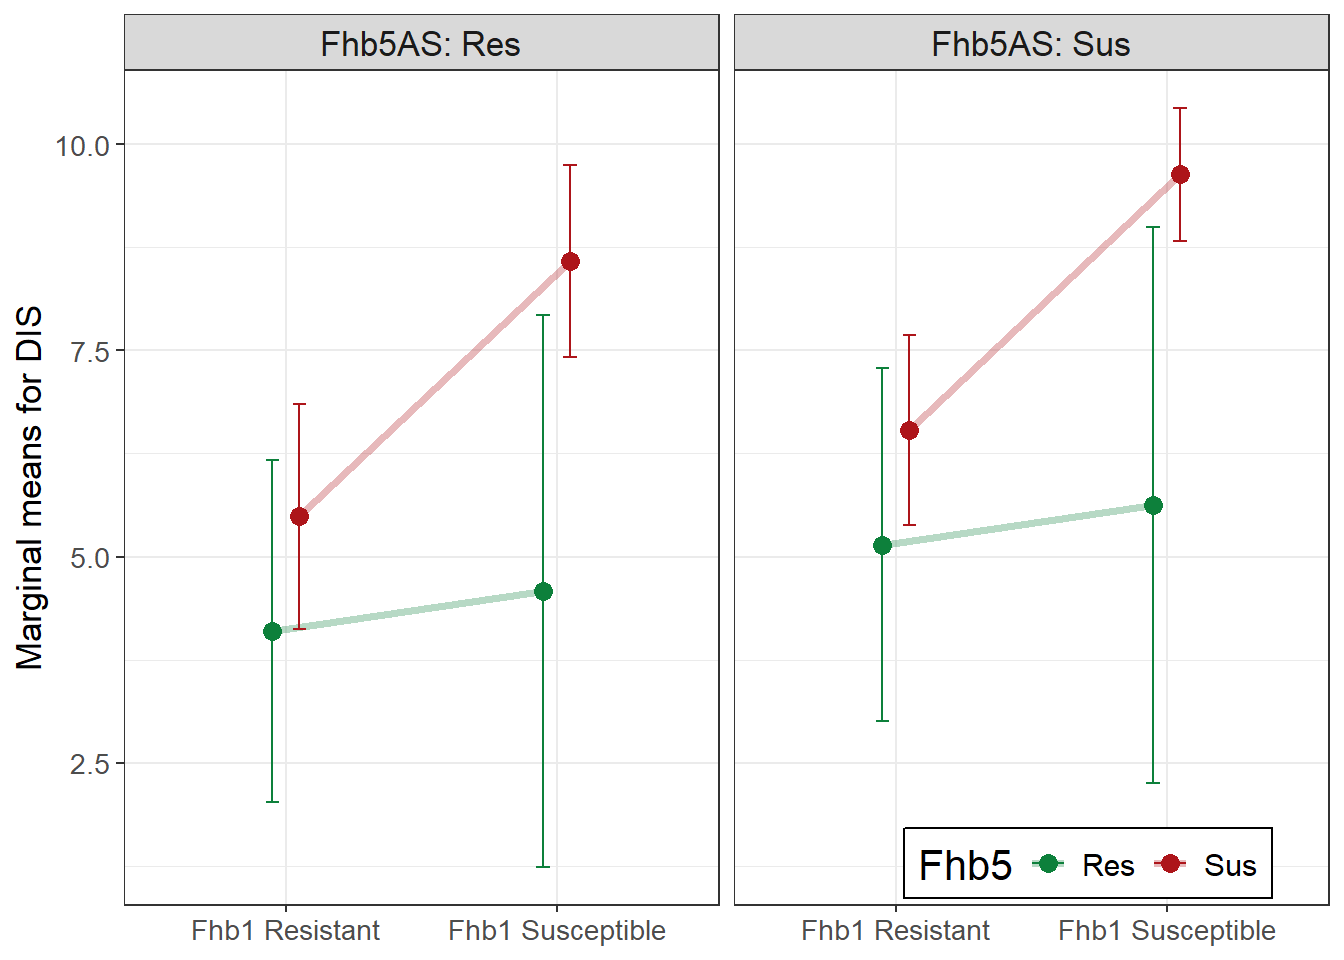 Fhb5AS: Res
Fhb5AS: Sus
Marginal means for DIS
10.0
7.5
5.0
2.5
Fhb5 Res Sus
Fhb1 Resistant
Fhb1 Susceptible
Fhb1 Resistant
Fhb1 Susceptible